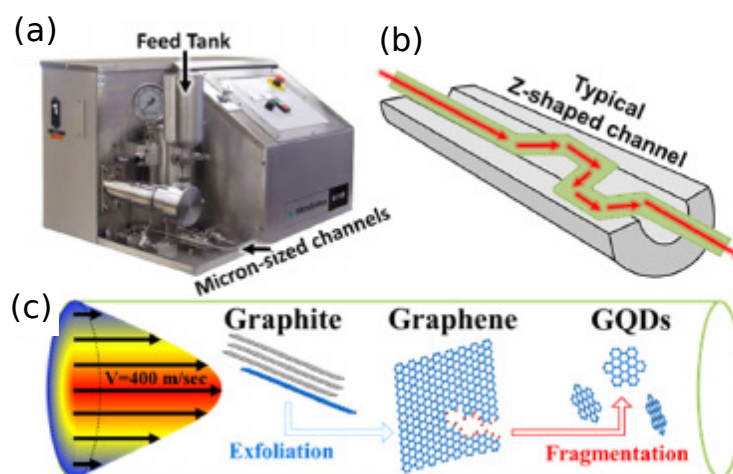 (a)
Feed Tank
Micron-sized channels
(b)
Typical
Z-shaped channel
(c)
V=400 m/sec
Graphite
Graphene
GQDs
Exfoliation
Fragmentation